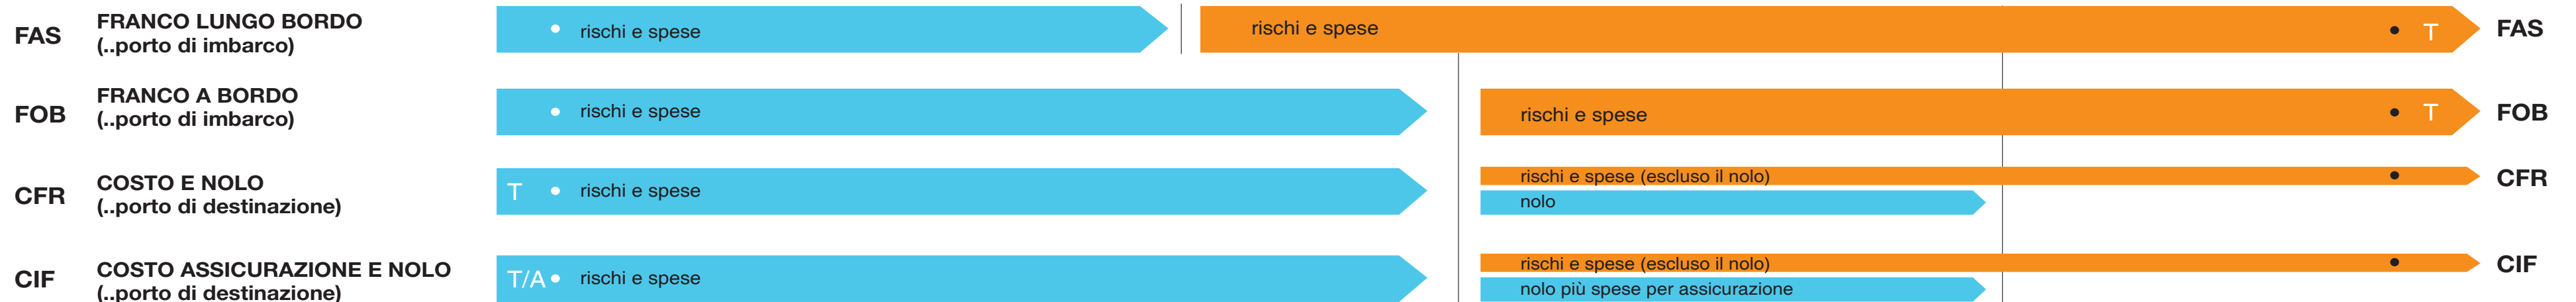 FAS FRANCO LUNGO BORDO • rischi e spese rischi e spese • T FAS
(..porto di imbarco)
FOB FRANCO A BORDO • rischi e spese rischi e spese • T FOB
(..porto di imbarco)
CFR COSTO E NOLO T • rischi e spese rischi e spese (escluso il nolo) • CFR
(..porto di destinazione) nolo
CIF COSTO ASSICURAZIONE E NOLO T/A • rischi e spese rischi e spese (escluso il nolo) • CIF
(..porto di destinazione) nolo più spese per assicurazione